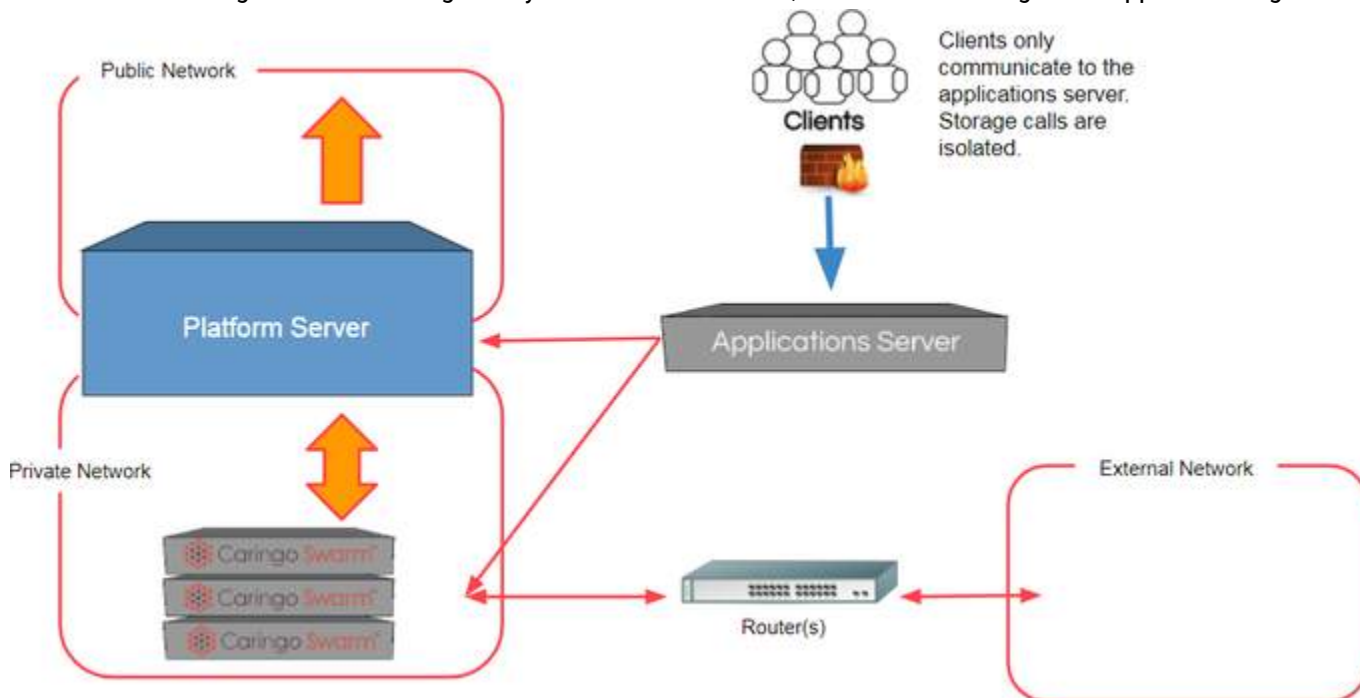 Public Network
Clients only
communicate to the
applications server.
Storage calls are
isolated.
Clients
Platform Server
Applications Server
Private Network
External Network
Caringo Swarm
Caringo Swarm
Caringo Swarm
Router(s)